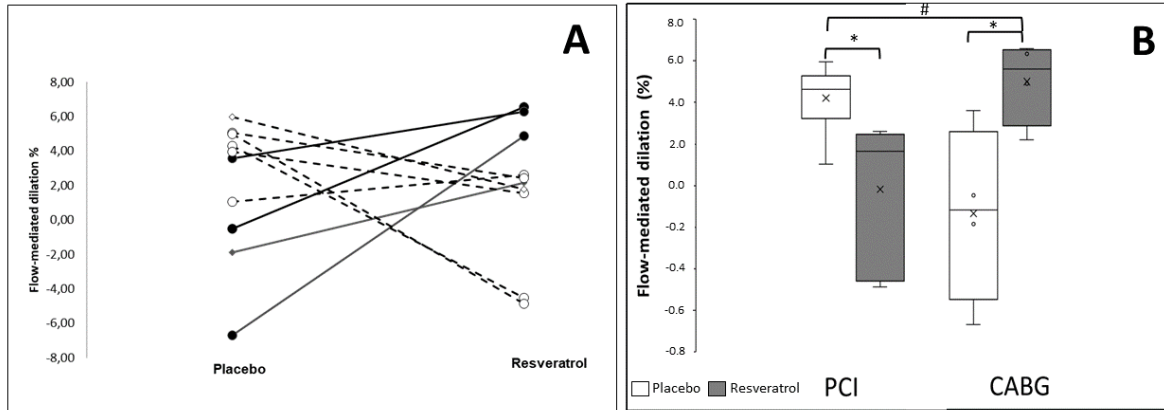 A
Flow-mediated dilation %
8,00
6,00
4,00
2,00
0,00
-2,00
-4,00
-6,00
-8,00
Placebo
Resveratrol
B
Flow-mediated dilation (%)
8.0
6.0
4.0
2.0
0.0
-0.2
-0.4
-0.6
-0.8
#
*
*
Placebo
Resveratrol
PCI
CABG